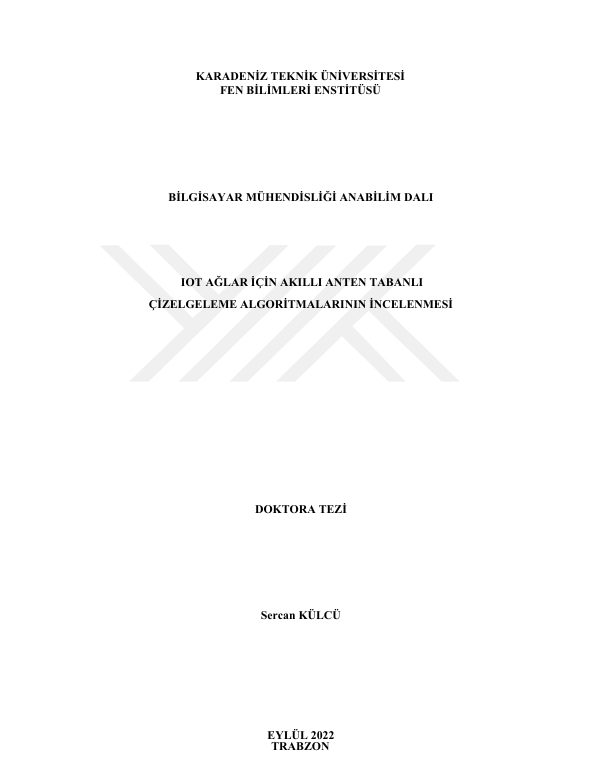 KARADENİZ TEKNİK ÜNİVERSİTESİ
FEN BİLİMLERİ ENSTİTÜSÜ
BİLGİSAYAR MÜHENDİSLİĞİ ANABİLİM DALI
IOT AĞLAR İÇİN AKILLI ANTEN TABANLI
ÇİZELGELEME ALGORİTMALARININ İNCELENMESİ
DOKTORA TEZİ
Sercan KÜLCÜ
EYLÜL 2022
TRABZON